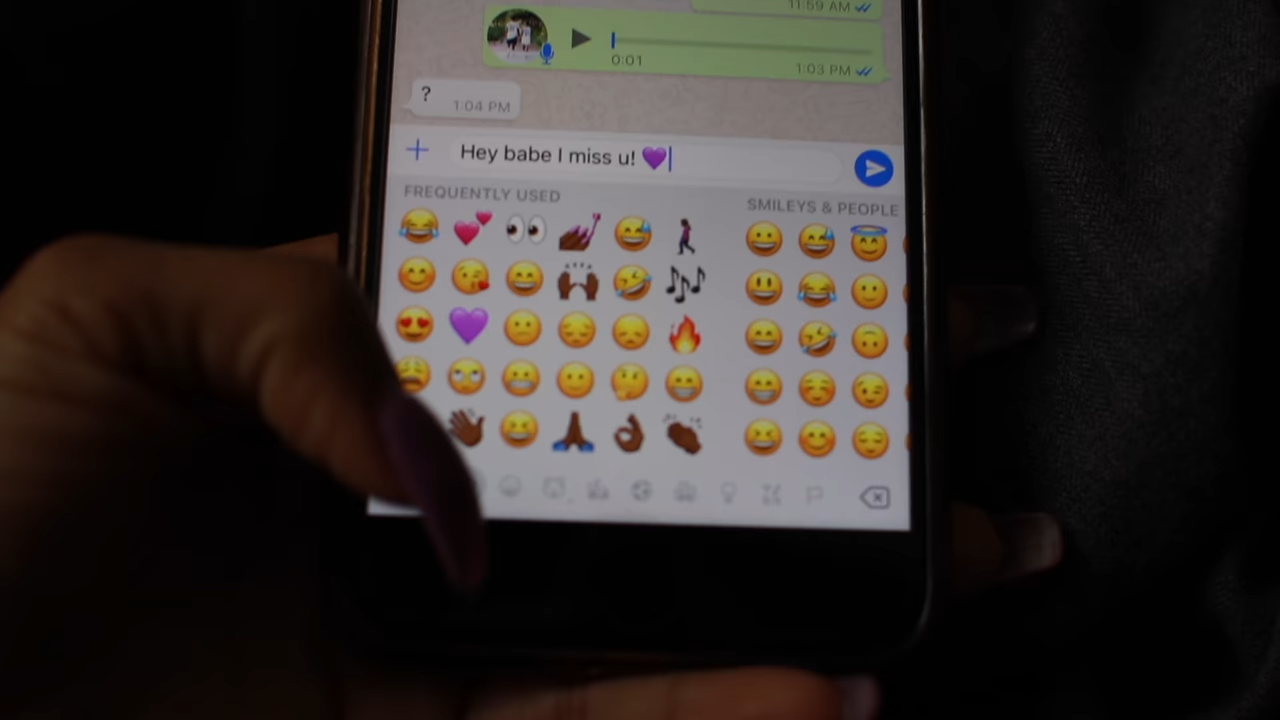 11:59 AM
0:01
1:03 PM
?
1:04 PM
Hey babe I miss u! 💜
FREQUENTLY USED
SMILEYS & PEOPLE